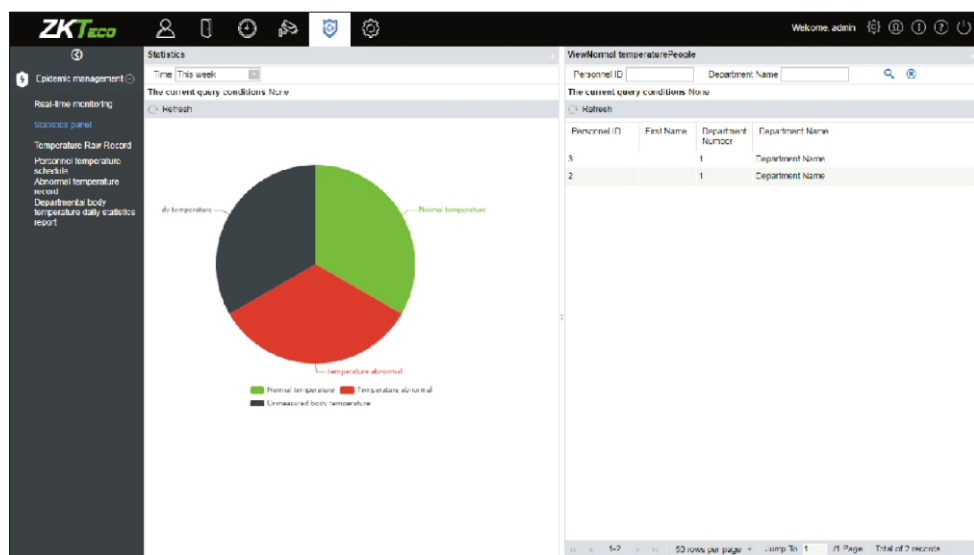 ZKTeco
Welcome, admin
Epidemic management
Real-time monitoring
Statistics panel
Temperature Raw Record
Personnel temperature
schedule
Abnormal temperature
record
Departmental body
temperature daily statistics
report
Statistics
Time This week
The current query conditions None
Refresh
dy temperature
Normal temperature
Temperature abnormal
Normal temperature Temperature abnormal
Unmeasured body temperature
ViewNormal temperaturePeople
Personnel ID Department Name
The current query conditions None
Refresh
Personnel ID First Name Department Number Department Name
3 1 Department Name
2 1 Department Name
1-2 50 rows per page Jump To 1 /1 Page Total of 2 records